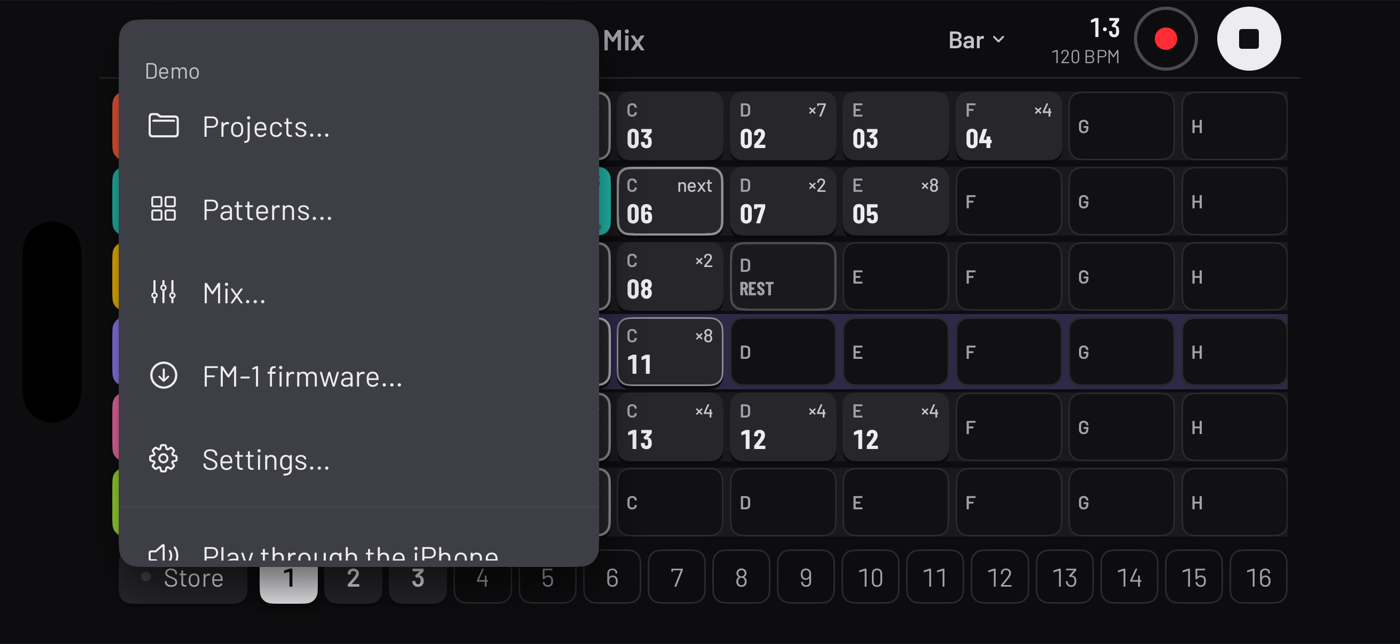 Mix
Bar
1·3
120 BPM
Demo
Projects...
Patterns...
Mix...
FM-1 firmware...
Settings...
Play through the iPhone
C
03
D ×7
02
E
03
F ×4
04
G
H
C next
06
D ×2
07
E ×8
05
F
G
H
C ×2
08
D
REST
E
F
G
H
C ×8
11
D
E
F
G
H
C ×4
13
D ×4
12
E ×4
12
F
G
H
C
D
E
F
G
H
Store 1 2 3 4 5 6 7 8 9 10 11 12 13 14 15 16